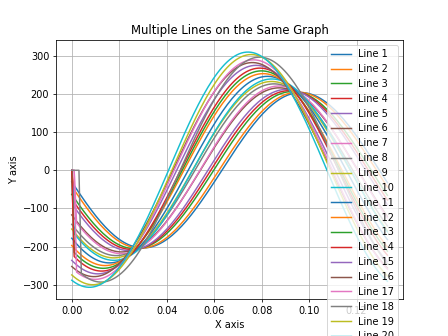 Multiple Lines on the Same Graph
Y axis
300
200
100
0
−100
−200
−300
0.00
0.02
0.04
0.06
0.08
0.10
X axis
Line 1
Line 2
Line 3
Line 4
Line 5
Line 6
Line 7
Line 8
Line 9
Line 10
Line 11
Line 12
Line 13
Line 14
Line 15
Line 16
Line 17
Line 18
Line 19
Line 20